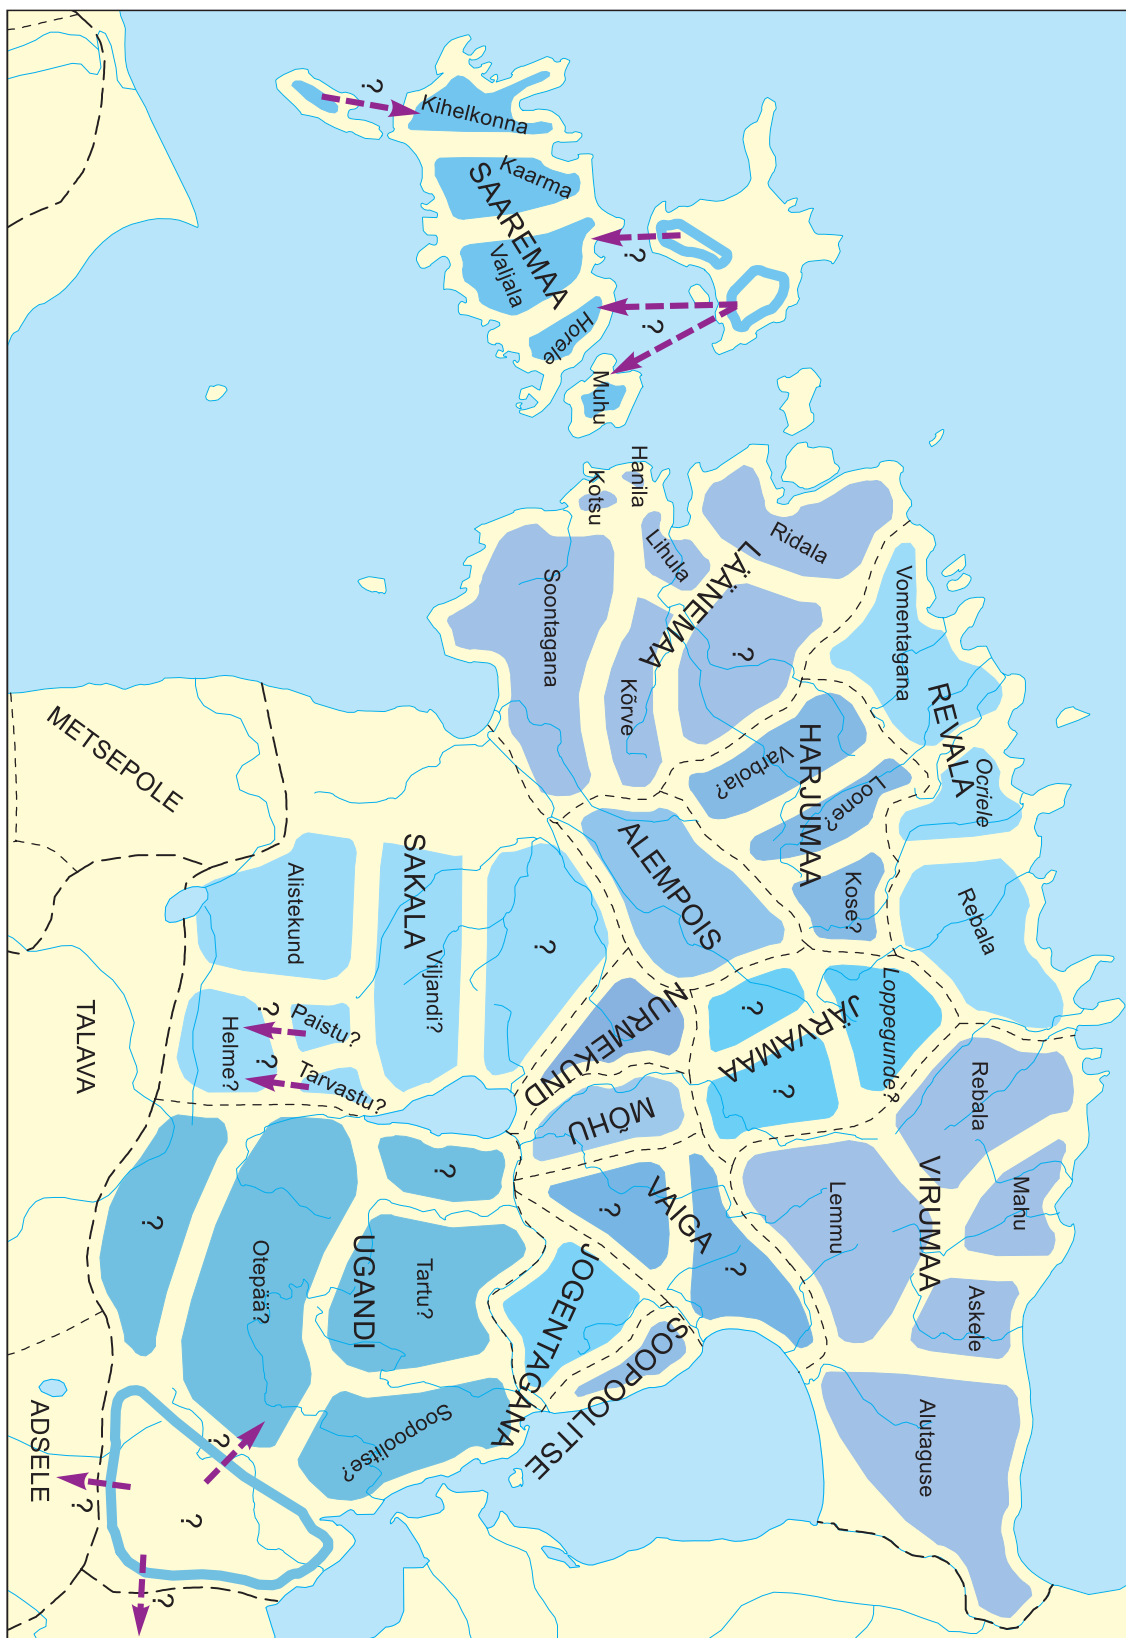 Kihelkonna
?
Kaarma
SAAREMAA
Valjala
Horele
?
?
Muhu
Hanila
Kotsu
Lihula
Ridala
LÄÄNEMAA
?
Soontagana
Kõrve
Vomentagana
REVALA
Ocriele
Rebala
HARJUMAA
Varbola?
Loone?
Kose?
ALEMPOIS
Loppegunde?
JÄRVAMAA
?
?
NURMEKUND
MÕHU
VAIGA
?
?
Rebala
Mahu
VIRUMAA
Lemmu
Askele
Alutaguse
JOGENTAGANA
SOOPOOLITSE
SAKALA
?
Viljandi?
Alistekund
Paistu?
?
Helme?
?
Tarvastu?
UGANDI
?
Tartu?
Otepää?
?
Soopoolitse?
?
?
?
?
METSEPOLE
TALAVA
ADSELE